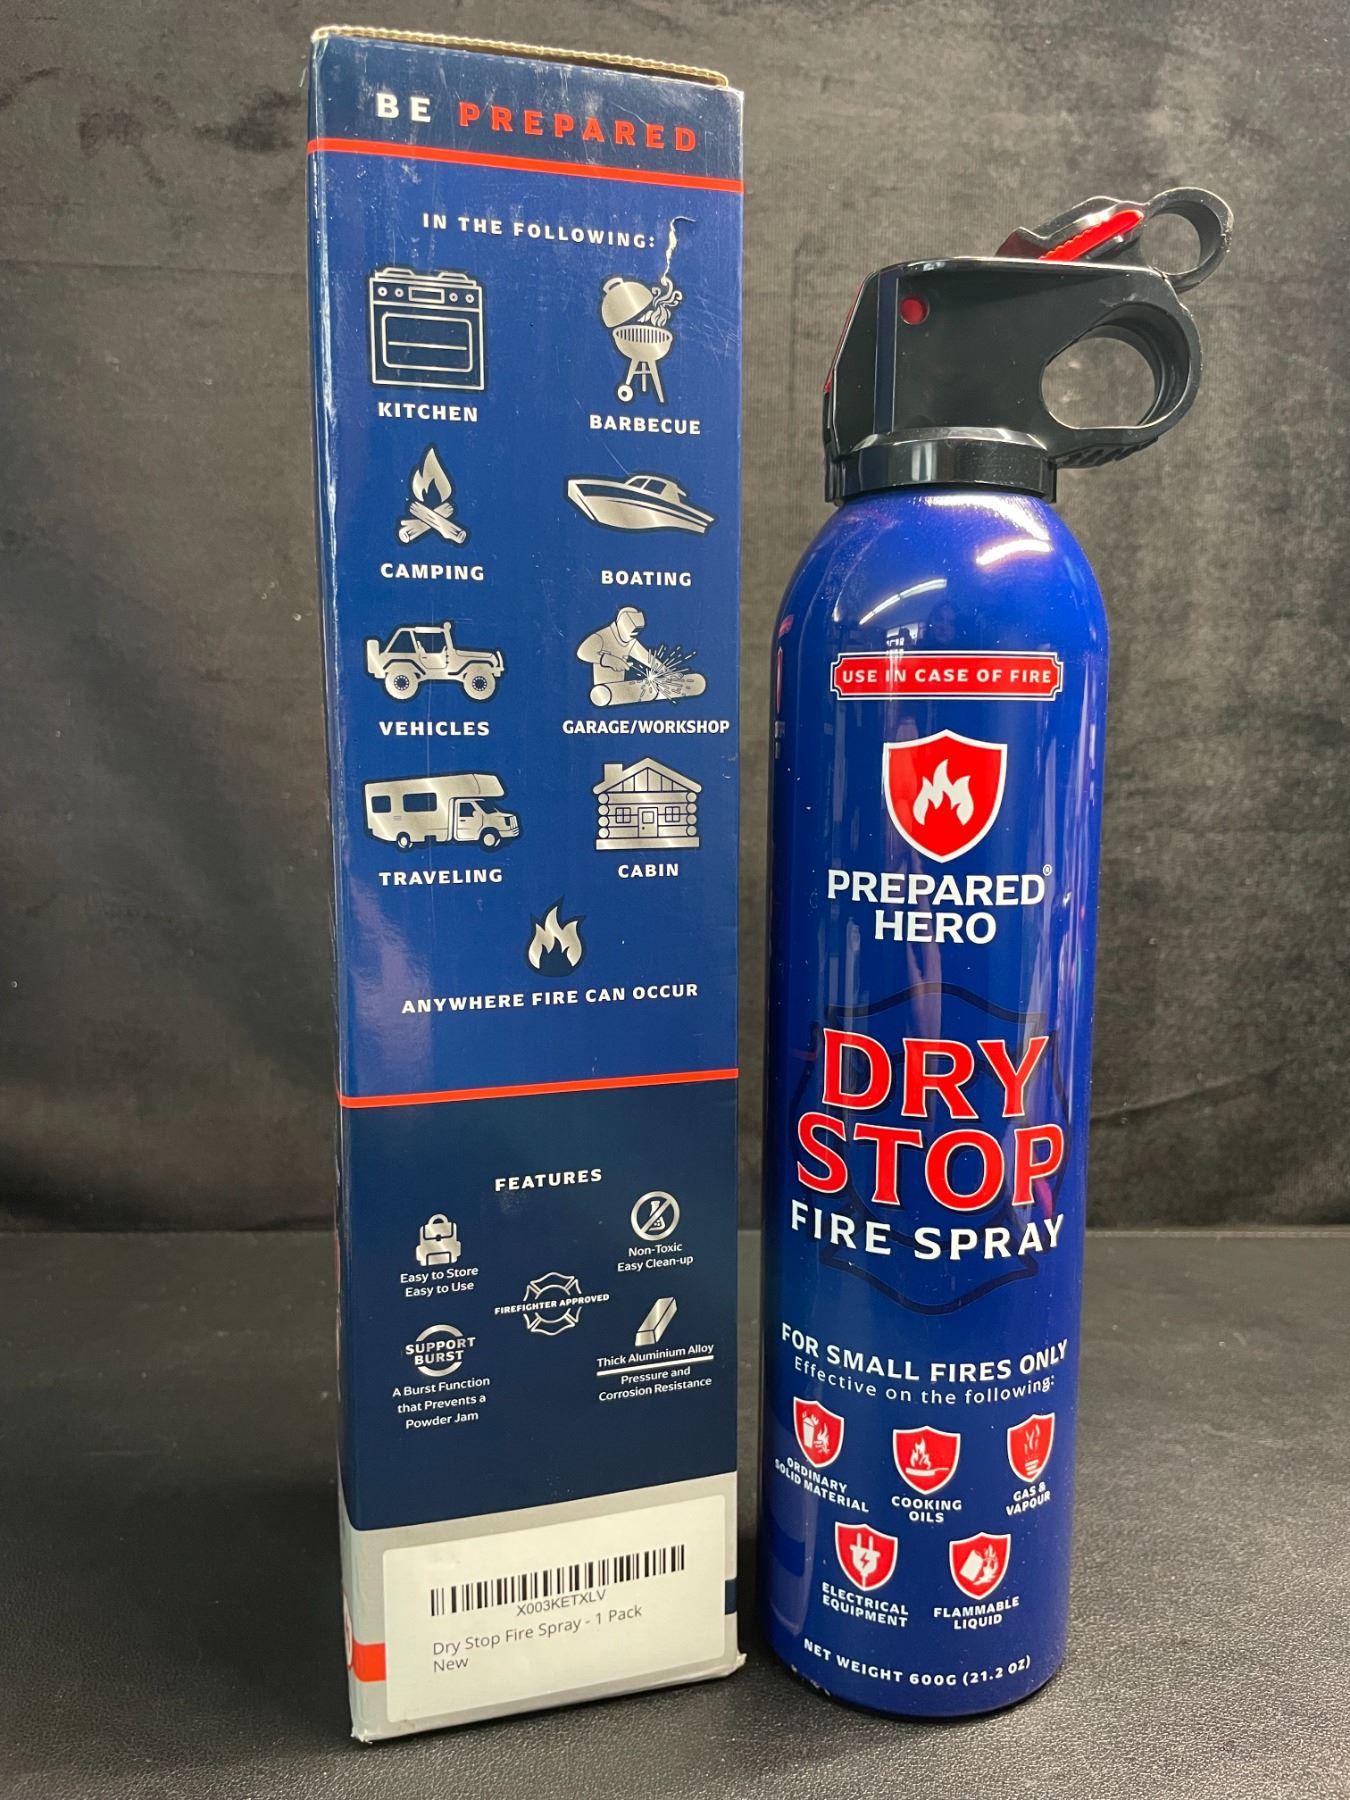 BE PREPARED
IN THE FOLLOWING:
KITCHEN
BARBECUE
CAMPING
BOATING
VEHICLES
GARAGE/WORKSHOP
TRAVELING
CABIN
ANYWHERE FIRE CAN OCCUR
FEATURES
Easy to Store
Easy to Use
Non-Toxic
Easy Clean-up
FIREFIGHTER APPROVED
SUPPORT
BURST
A Burst Function
that Prevents a
Powder Jam
Thick Aluminium Alloy
Pressure and
Corrosion Resistance
X003KETXLV
Dry Stop Fire Spray - 1 Pack
New
USE IN CASE OF FIRE
PREPARED®
HERO
DRY
STOP
FIRE SPRAY
FOR SMALL FIRES ONLY
Effective on the following:
ORDINARY
SOLID MATERIAL
COOKING
OILS
GAS &
VAPOUR
ELECTRICAL
EQUIPMENT
FLAMMABLE
LIQUID
NET WEIGHT 600G (21.2 OZ)